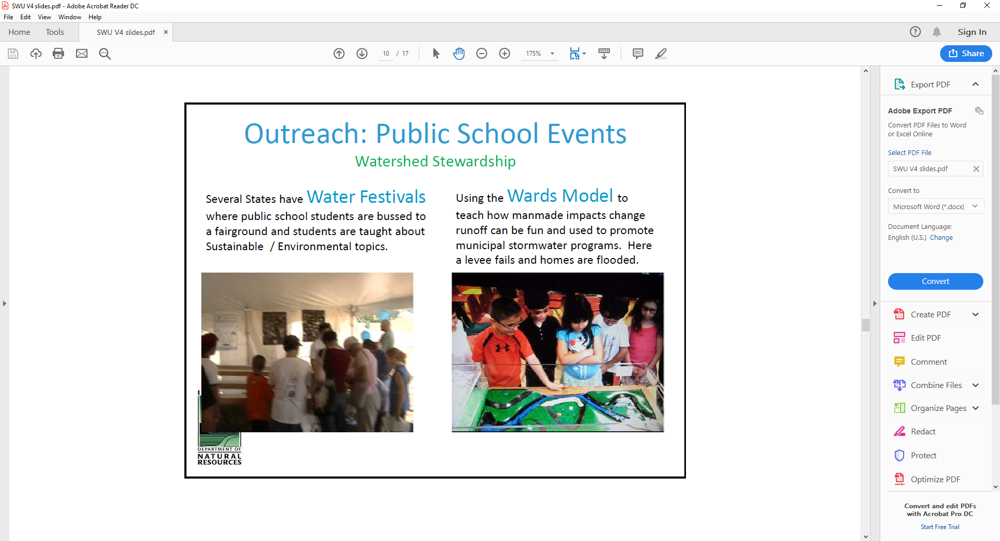 SWU V4 slides.pdf - Adobe Acrobat Reader DC
File Edit View Window Help
Home Tools SWU V4 slides.pdf × Sign In
10 / 17 175% Share
Outreach: Public School Events
Watershed Stewardship
Several States have Water Festivals
where public school students are bussed to
a fairground and students are taught about
Sustainable / Environmental topics.
Using the Wards Model to
teach how manmade impacts change
runoff can be fun and used to promote
municipal stormwater programs. Here
a levee fails and homes are flooded.
DEPARTMENT OF
NATURAL
RESOURCES
Export PDF
Adobe Export PDF
Convert PDF Files to Word
or Excel Online
Select PDF File
SWU V4 slides.pdf
Convert to
Microsoft Word (*.docx)
Document Language:
English (U.S.) Change
Convert
Create PDF
Edit PDF
Comment
Combine Files
Organize Pages
Redact
Protect
Optimize PDF
Convert and edit PDFs
with Acrobat Pro DC
Start Free Trial